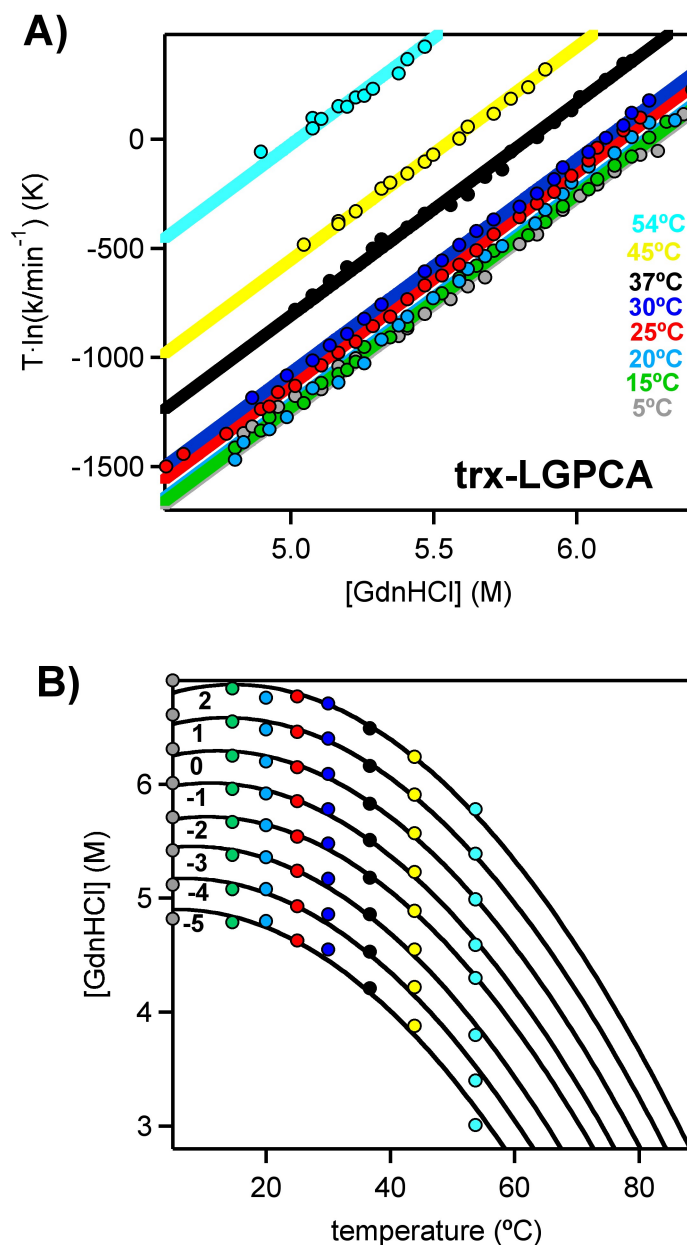 A)
T·ln(k/min⁻¹) (K)
0
-500
-1000
-1500
54ºC
45ºC
37ºC
30ºC
25ºC
20ºC
15ºC
5ºC
trx-LGPCA
5.0 5.5 6.0
[GdnHCl] (M)
B)
[GdnHCl] (M)
6
5
4
3
2
1
0
-1
-2
-3
-4
-5
20 40 60 80
temperature (ºC)